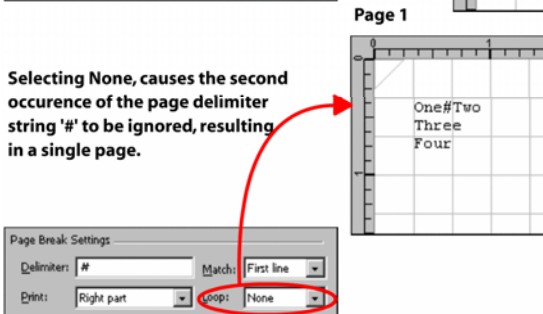 Page 1
0 1
Selecting None, causes the second
occurence of the page delimiter
string '#' to be ignored, resulting
in a single page.
One#Two
Three
Four
1
Page Break Settings
Delimiter: # Match: First line
Print: Right part Loop: None